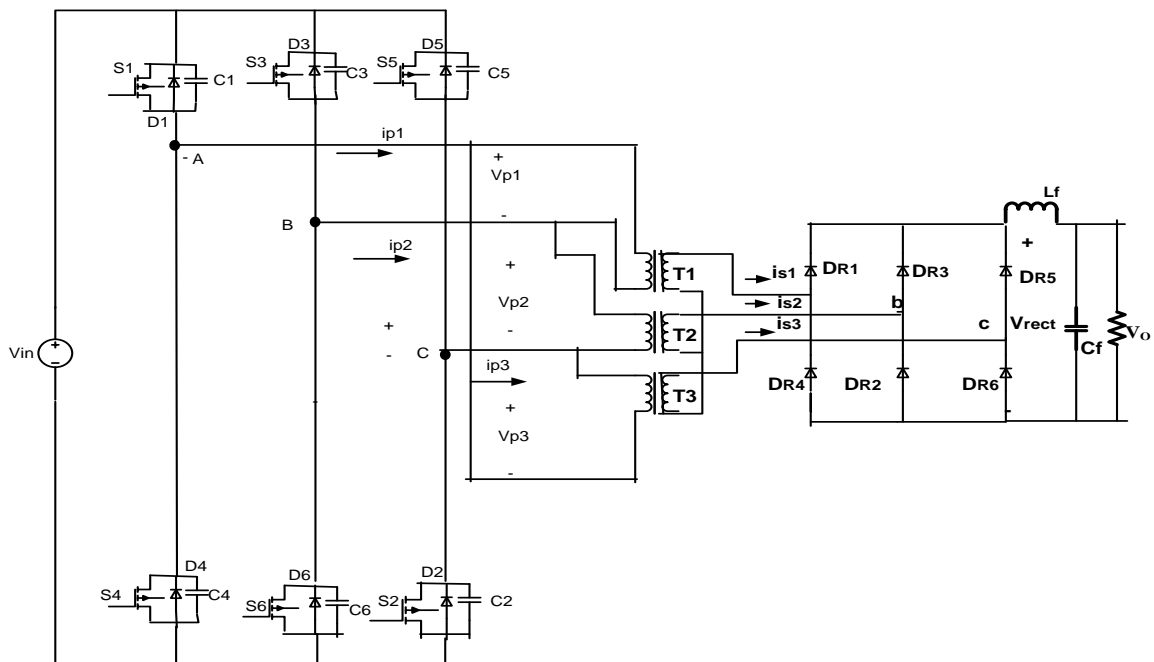 D3
D5
S1
S3
S5
C1
C3
C5
D1
ip1
- A
+
Vp1
-
B
ip2
+
T1
is1
DR1
DR3
+
DR5
is2
Vp2
b
+
-
T2
is3
c
Vrect
Cf
Vo
Lf
Vin
+
-
-
C
ip3
T3
DR4
DR2
DR6
+
Vp3
-
-
D4
D6
D2
S4
C4
S6
C6
S2
C2